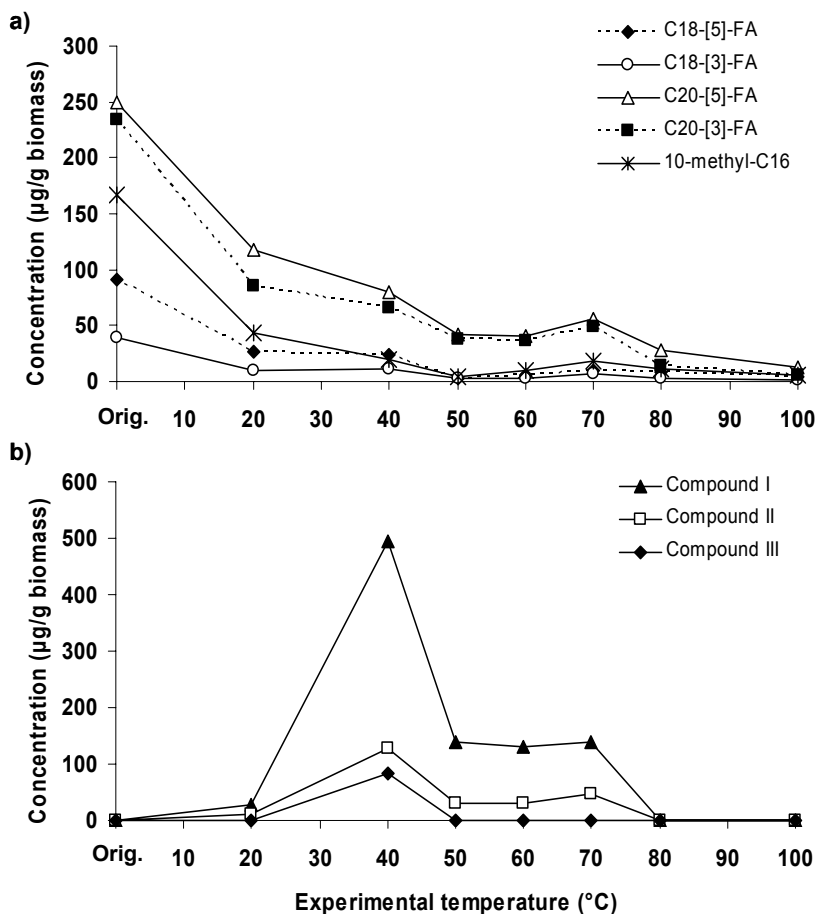 a)
C18-[5]-FA
C18-[3]-FA
C20-[5]-FA
C20-[3]-FA
10-methyl-C16
Concentration (µg/g biomass)
300
250
200
150
100
50
0
Orig. 10 20 30 40 50 60 70 80 90 100
b)
Compound I
Compound II
Compound III
Concentration (µg/g biomass)
600
500
400
300
200
100
0
Orig. 10 20 30 40 50 60 70 80 90 100
Experimental temperature (°C)